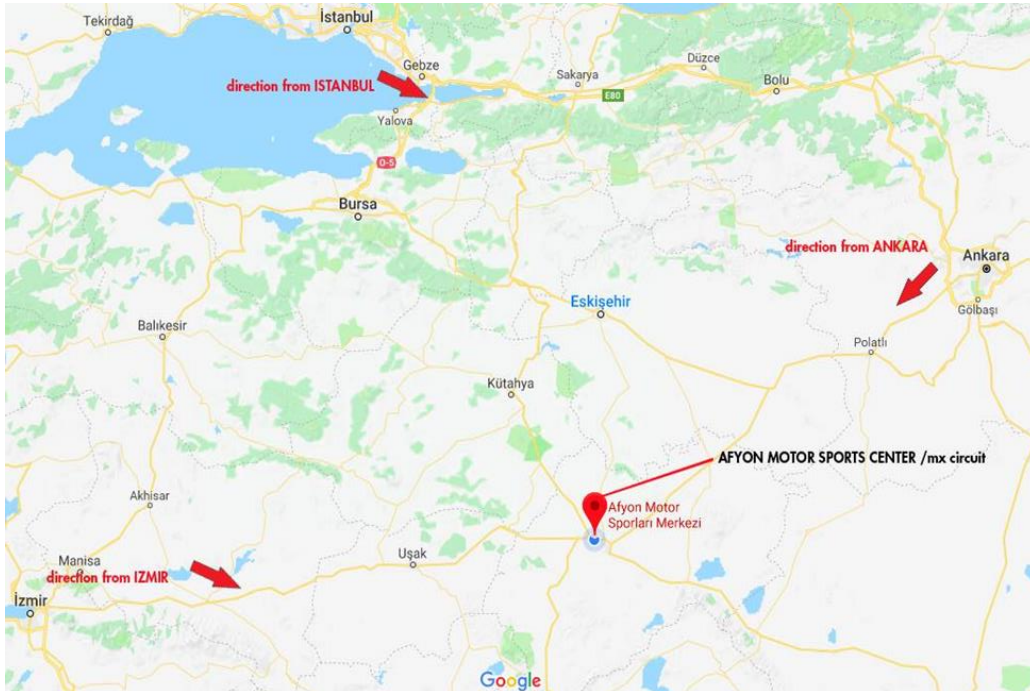 Tekirdağ
İstanbul
Gebze
direction from ISTANBUL
Sakarya
Düzce
Bolu
E80
Yalova
O-5
Bursa
direction from ANKARA
Ankara
Gölbaşı
Eskişehir
Balıkesir
Polatlı
Kütahya
AFYON MOTOR SPORTS CENTER /mx circuit
Afyon Motor
Sporları Merkezi
Akhisar
Uşak
Manisa
direction from IZMIR
İzmir
Google